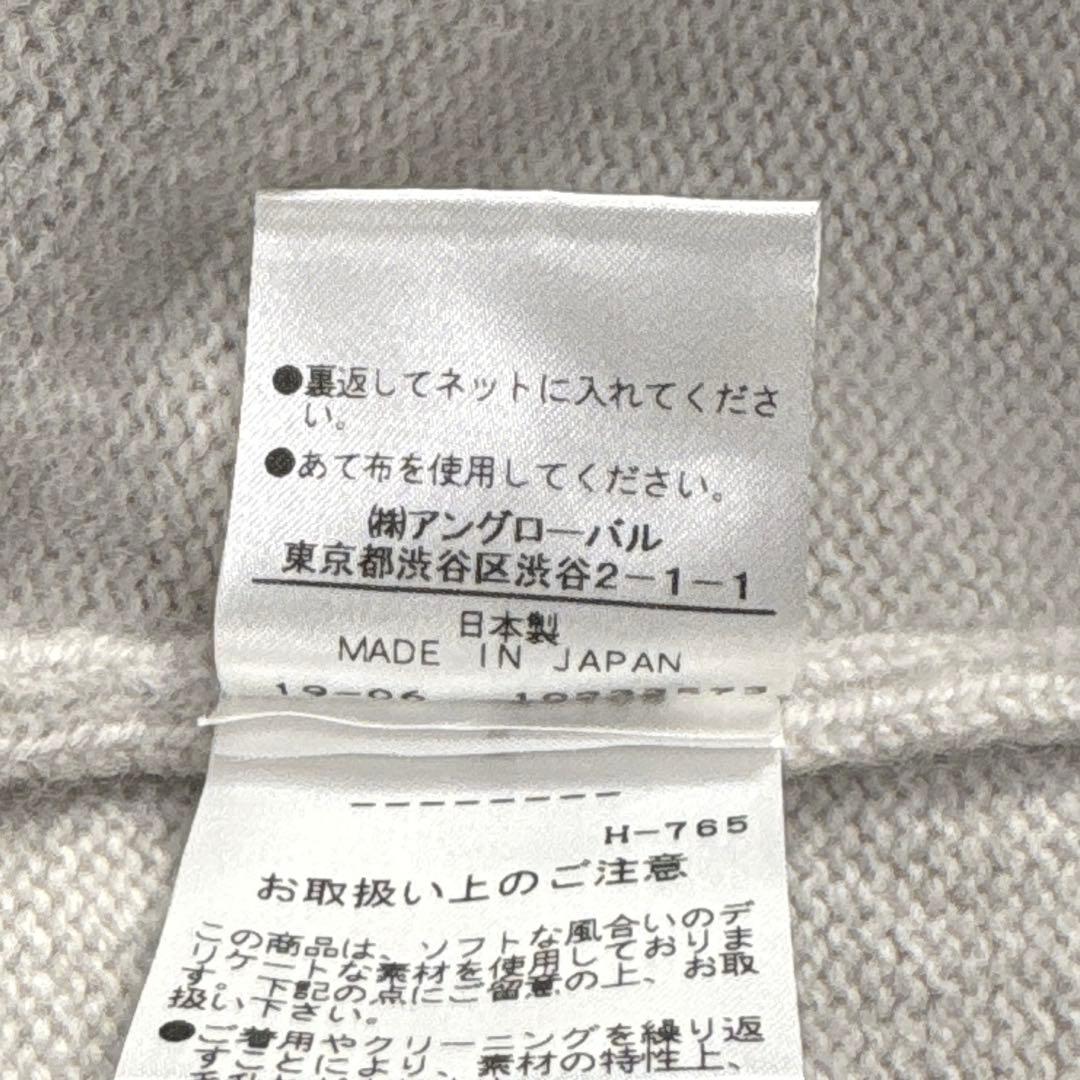 ●裏返してネットに入れてくださ
い。
●あて布を使用してください。
㈱アングローバル
東京都渋谷区渋谷2-1-1
日本製
MADE IN JAPAN
19-06
H-765
お取扱い上のご注意
この商品は、ソフトな風合いのデ
リケートな素材を使用しておりま
す。下記の点にご留意の上、お取
扱い下さい。
●ご着用やクリーニングを繰り返
すことにより、素材の特性上、